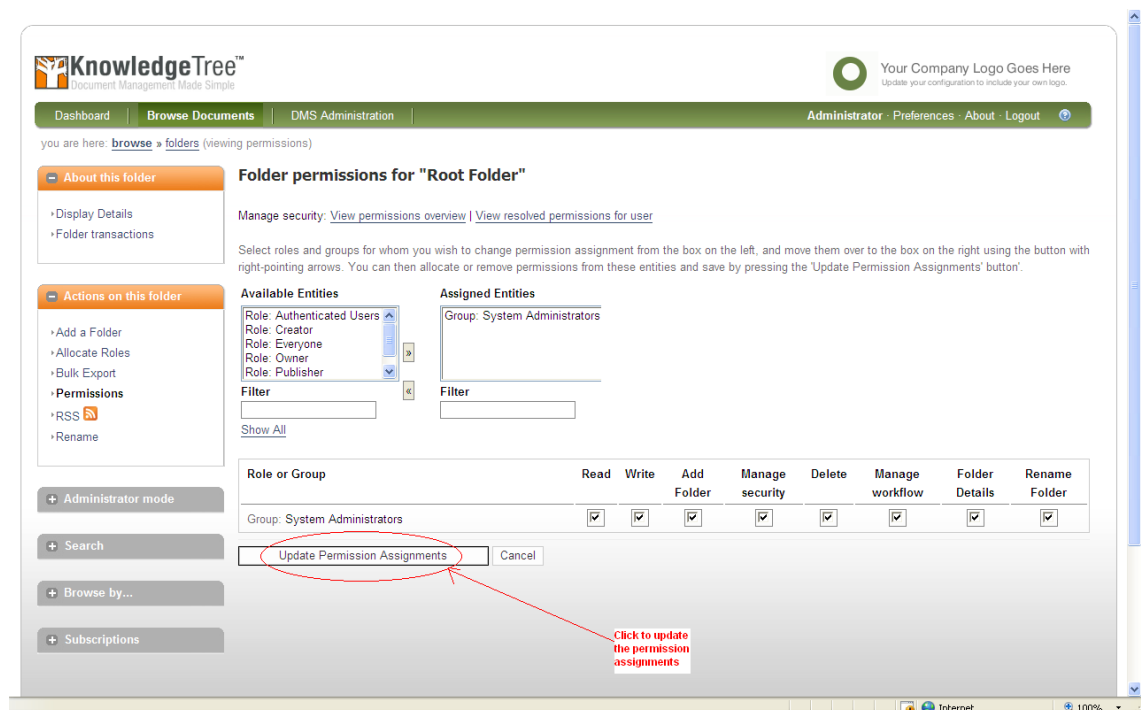 KnowledgeTree™
Document Management Made Simple
Your Company Logo Goes Here
Update your configuration to include your own logo.
Dashboard Browse Documents DMS Administration Administrator · Preferences · About · Logout ?
you are here: browse » folders (viewing permissions)
About this folder
Display Details
Folder transactions
Actions on this folder
Add a Folder
Allocate Roles
Bulk Export
Permissions
RSS
Rename
Administrator mode
Search
Browse by...
Subscriptions
Folder permissions for "Root Folder"
Manage security: View permissions overview | View resolved permissions for user
Select roles and groups for whom you wish to change permission assignment from the box on the left, and move them over to the box on the right using the button with
right-pointing arrows. You can then allocate or remove permissions from these entities and save by pressing the 'Update Permission Assignments' button'.
Available Entities
Role: Authenticated Users
Role: Creator
Role: Everyone
Role: Owner
Role: Publisher
Filter
Show All
»
«
Assigned Entities
Group: System Administrators
Filter
Role or Group Read Write Add Folder Manage security Delete Manage workflow Folder Details Rename Folder
Group: System Administrators
Update Permission Assignments Cancel
Click to update
the permission
assignments
Internet 100%